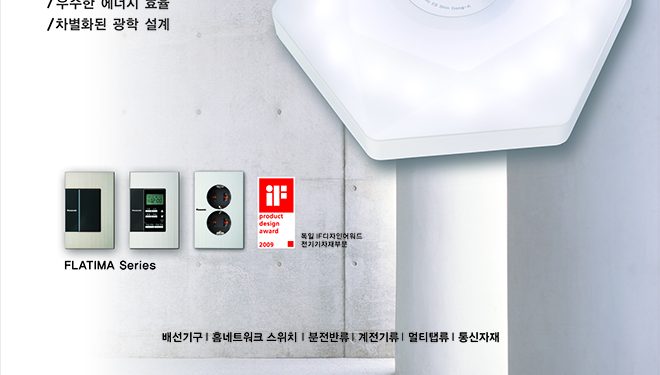 /우수한 에너지 효율
/차별화된 광학 설계
iF
product
design
award
2009
독일 iF디자인어워드
전기기자재부문
FLATIMA Series
배선기구 | 홈네트워크 스위치 | 분전반류 | 계전기류 | 멀티탭류 | 통신자재